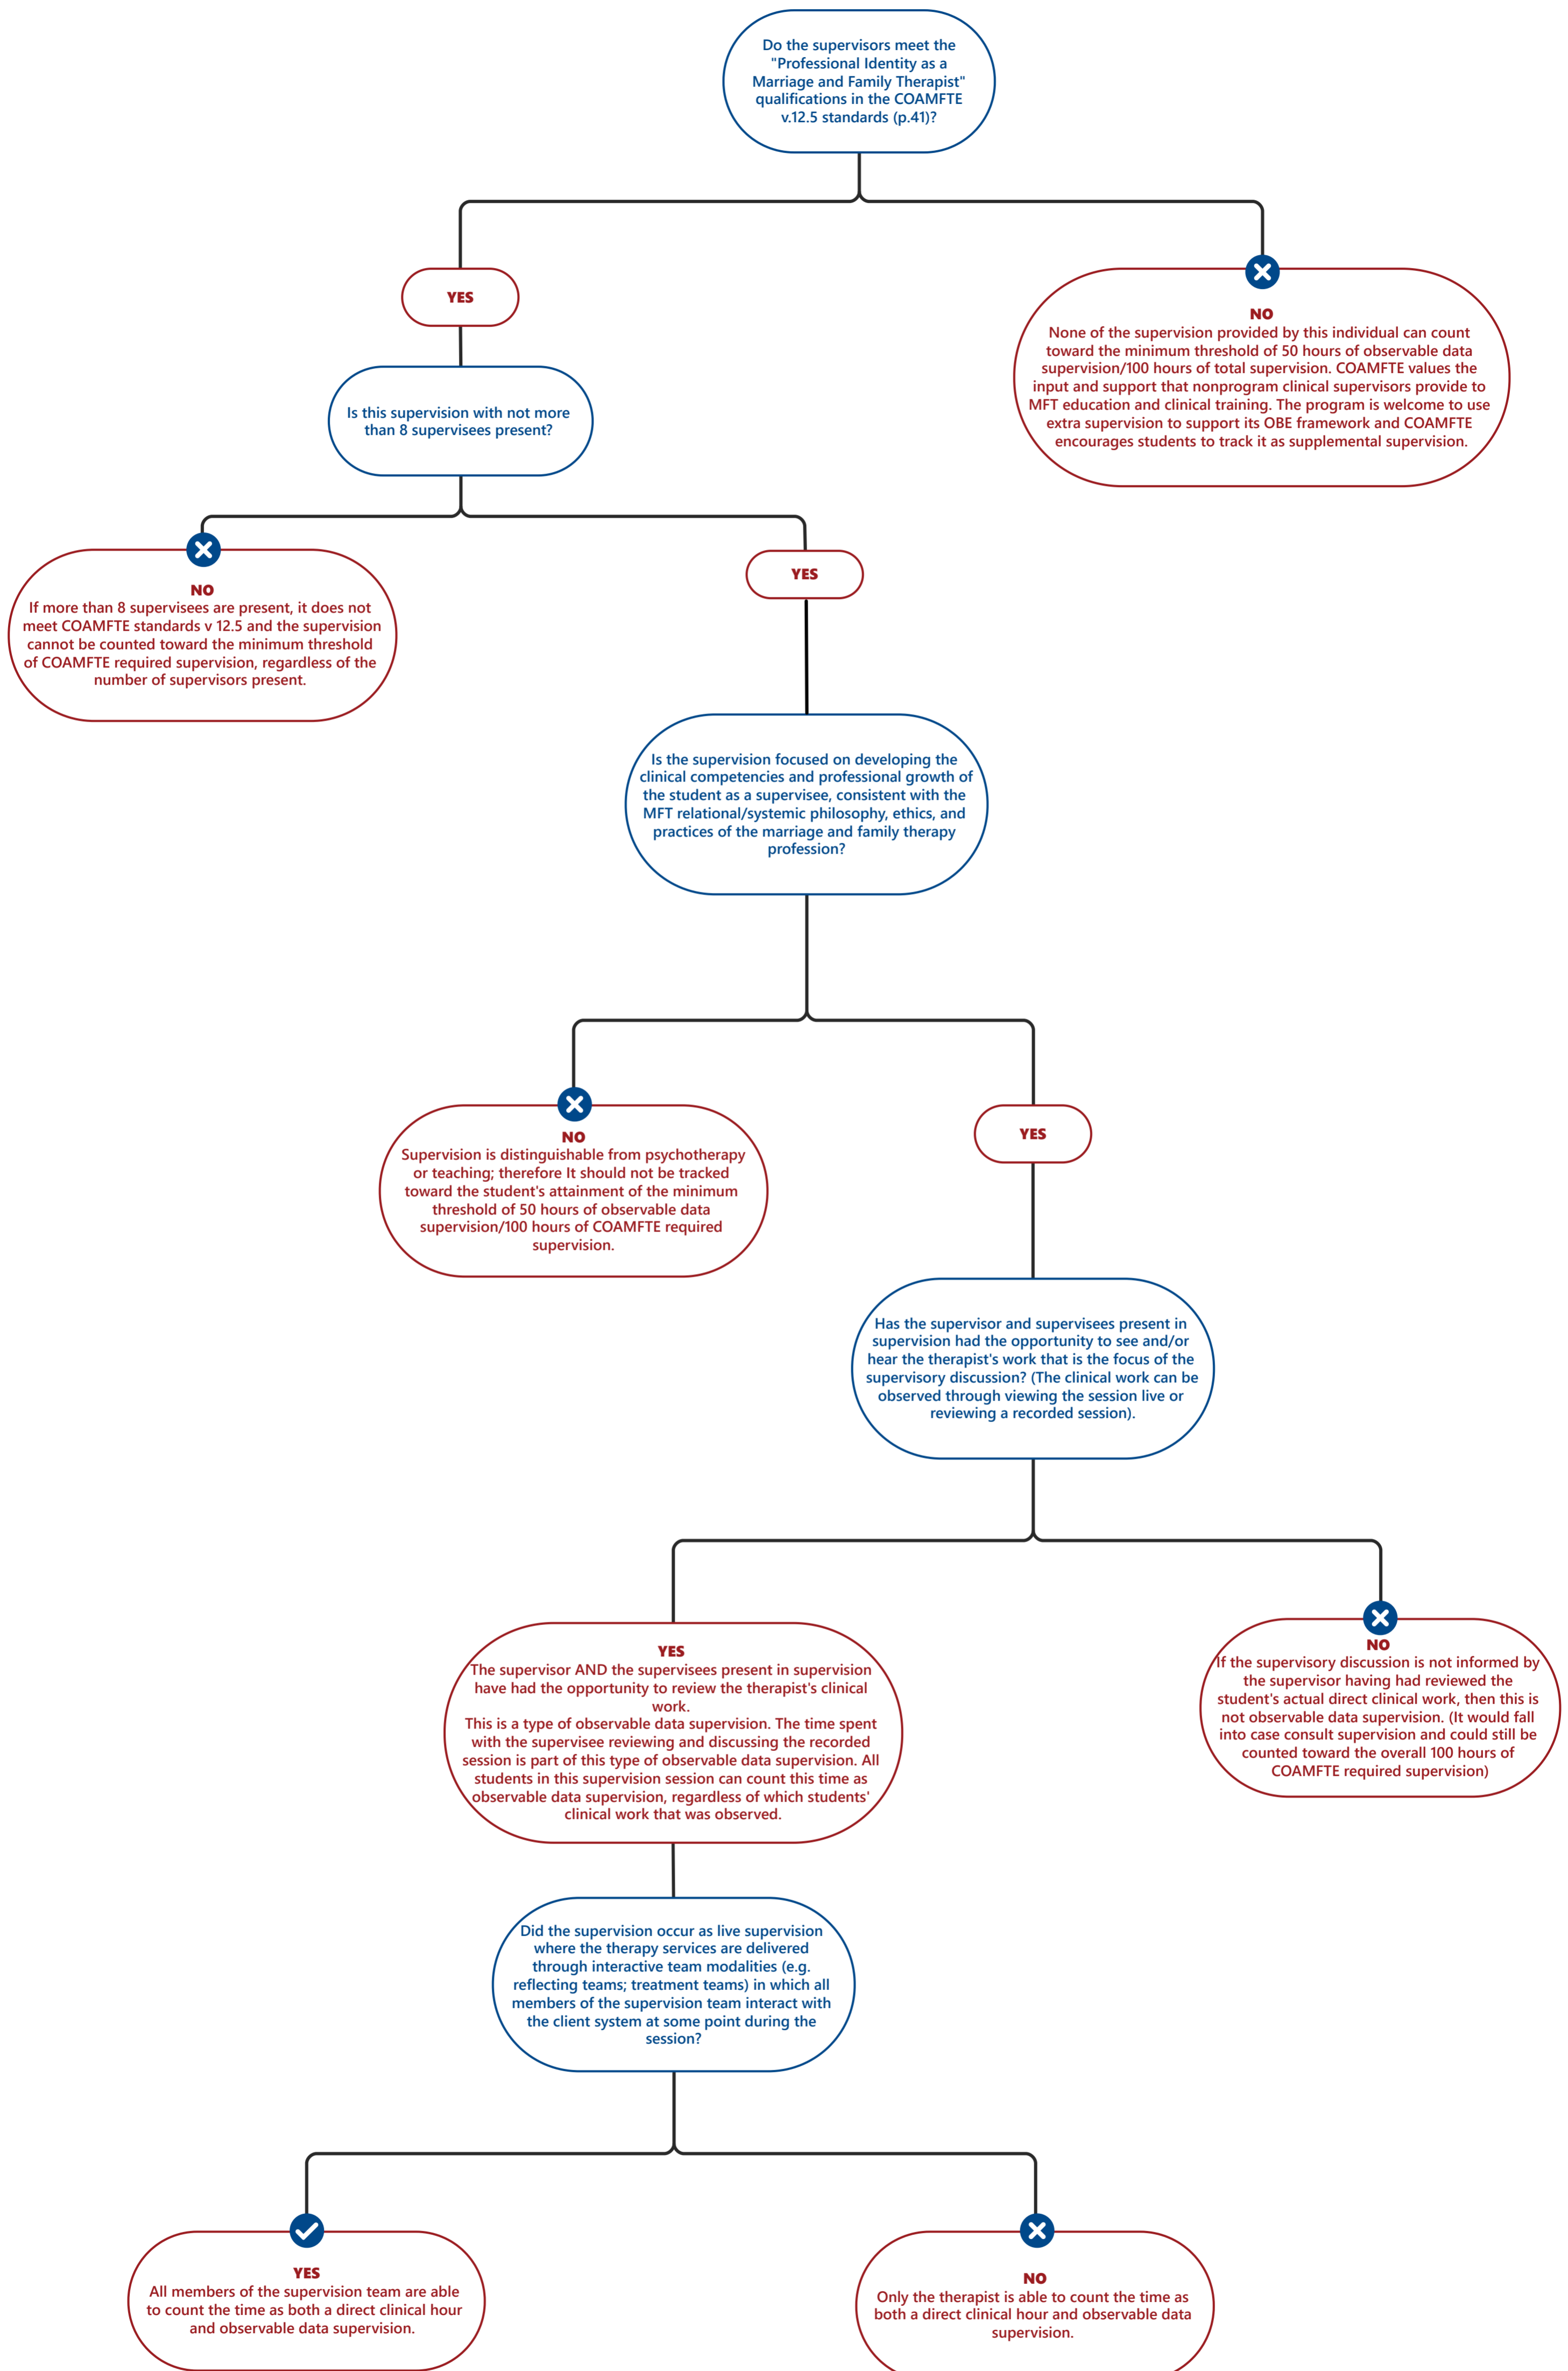 Do the supervisors meet the
"Professional Identity as a
Marriage and Family Therapist"
qualifications in the COAMFTE
v.12.5 standards (p.41)?
YES
NO
None of the supervision provided by this individual can count
toward the minimum threshold of 50 hours of observable data
supervision/100 hours of total supervision. COAMFTE values the
input and support that nonprogram clinical supervisors provide to
MFT education and clinical training. The program is welcome to use
extra supervision to support its OBE framework and COAMFTE
encourages students to track it as supplemental supervision.
Is this supervision with not more
than 8 supervisees present?
NO
If more than 8 supervisees are present, it does not
meet COAMFTE standards v 12.5 and the supervision
cannot be counted toward the minimum threshold
of COAMFTE required supervision, regardless of the
number of supervisors present.
YES
Is the supervision focused on developing the
clinical competencies and professional growth of
the student as a supervisee, consistent with the
MFT relational/systemic philosophy, ethics, and
practices of the marriage and family therapy
profession?
NO
Supervision is distinguishable from psychotherapy
or teaching; therefore It should not be tracked
toward the student's attainment of the minimum
threshold of 50 hours of observable data
supervision/100 hours of COAMFTE required
supervision.
YES
Has the supervisor and supervisees present in
supervision had the opportunity to see and/or
hear the therapist's work that is the focus of the
supervisory discussion? (The clinical work can be
observed through viewing the session live or
reviewing a recorded session).
YES
The supervisor AND the supervisees present in supervision
have had the opportunity to review the therapist's clinical
work.
This is a type of observable data supervision. The time spent
with the supervisee reviewing and discussing the recorded
session is part of this type of observable data supervision. All
students in this supervision session can count this time as
observable data supervision, regardless of which students'
clinical work that was observed.
NO
If the supervisory discussion is not informed by
the supervisor having had reviewed the
student's actual direct clinical work, then this is
not observable data supervision. (It would fall
into case consult supervision and could still be
counted toward the overall 100 hours of
COAMFTE required supervision)
Did the supervision occur as live supervision
where the therapy services are delivered
through interactive team modalities (e.g.
reflecting teams; treatment teams) in which all
members of the supervision team interact with
the client system at some point during the
session?
YES
All members of the supervision team are able
to count the time as both a direct clinical hour
and observable data supervision.
NO
Only the therapist is able to count the time as
both a direct clinical hour and observable data
supervision.